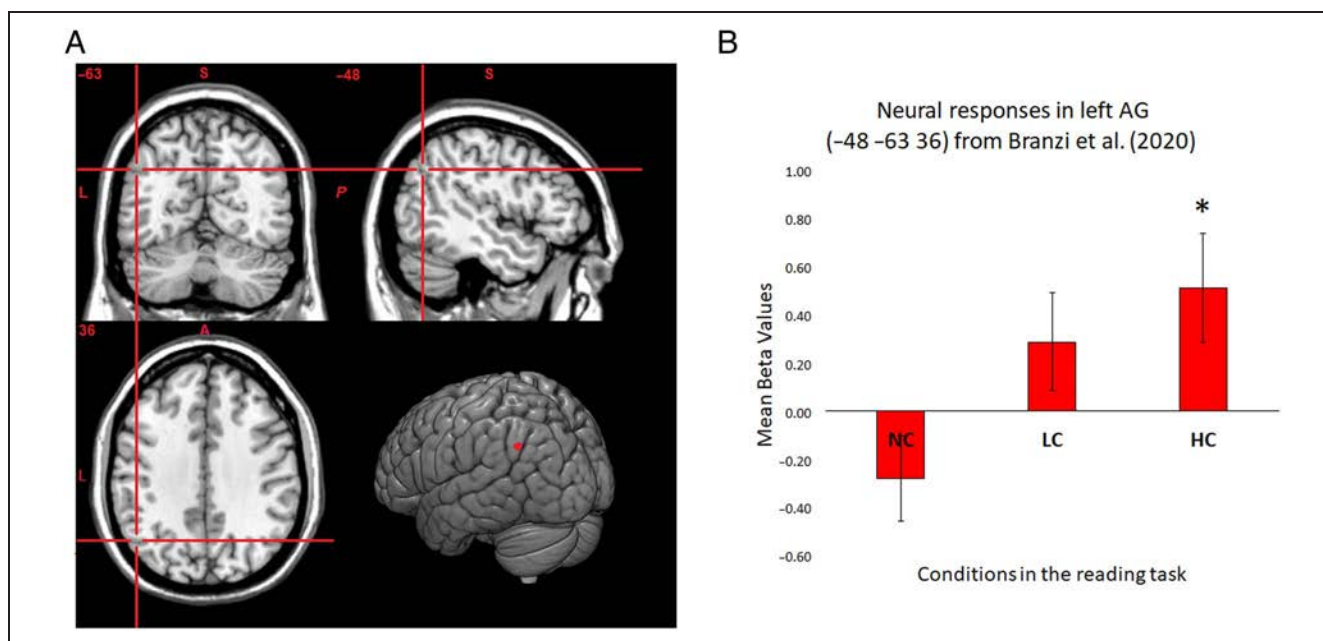 A
-63
S
-48
S
L
P
36
A
L
B
Neural responses in left AG
(-48 -63 36) from Branzi et al. (2020)
1.00
0.80
0.60
0.40
0.20
0.00
-0.20
-0.40
-0.60
Mean Beta Values
*
NC
LC
HC
Conditions in the reading task